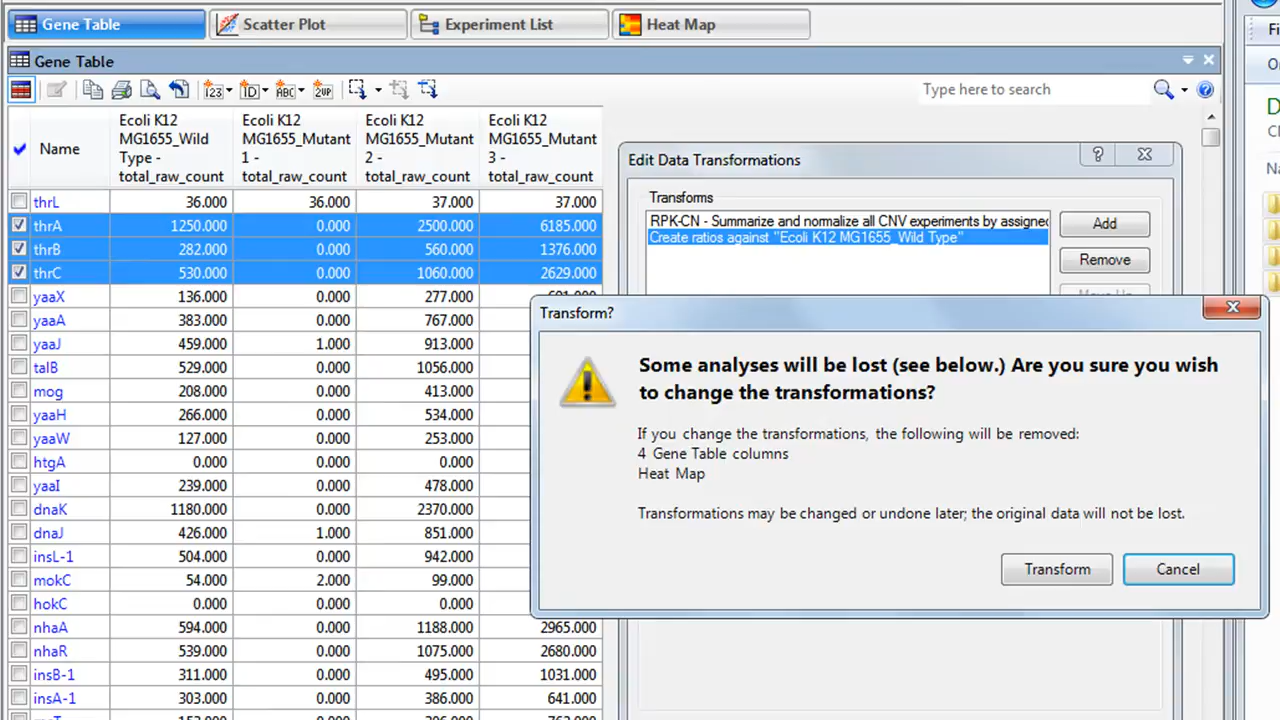 Gene Table
Scatter Plot
Experiment List
Heat Map
Gene Table
123
ID
ABC
2UP
Type here to search
Name
Ecoli K12 MG1655_Wild Type - total_raw_count
Ecoli K12 MG1655_Mutant 1 - total_raw_count
Ecoli K12 MG1655_Mutant 2 - total_raw_count
Ecoli K12 MG1655_Mutant 3 - total_raw_count
thrL 36.000 36.000 37.000 37.000
thrA 1250.000 0.000 2500.000 6185.000
thrB 282.000 0.000 560.000 1376.000
thrC 530.000 0.000 1060.000 2629.000
yaaX 136.000 0.000 277.000
yaaA 383.000 0.000 767.000
yaaJ 459.000 1.000 913.000
talB 529.000 0.000 1056.000
mog 208.000 0.000 413.000
yaaH 266.000 0.000 534.000
yaaW 127.000 0.000 253.000
htgA 0.000 0.000 0.000
yaaI 239.000 0.000 478.000
dnaK 1180.000 0.000 2370.000
dnaJ 426.000 1.000 851.000
insL-1 504.000 0.000 942.000
mokC 54.000 2.000 99.000
hokC 0.000 0.000 0.000
nhaA 594.000 0.000 1188.000 2965.000
nhaR 539.000 0.000 1075.000 2680.000
insB-1 311.000 0.000 495.000 1031.000
insA-1 303.000 0.000 386.000 641.000
Edit Data Transformations
Transforms
RPK-CN - Summarize and normalize all CNV experiments by assigned
Create ratios against "Ecoli K12 MG1655_Wild Type"
Add
Remove
Transform?
Some analyses will be lost (see below.) Are you sure you wish
to change the transformations?
If you change the transformations, the following will be removed:
4 Gene Table columns
Heat Map
Transformations may be changed or undone later; the original data will not be lost.
Transform
Cancel